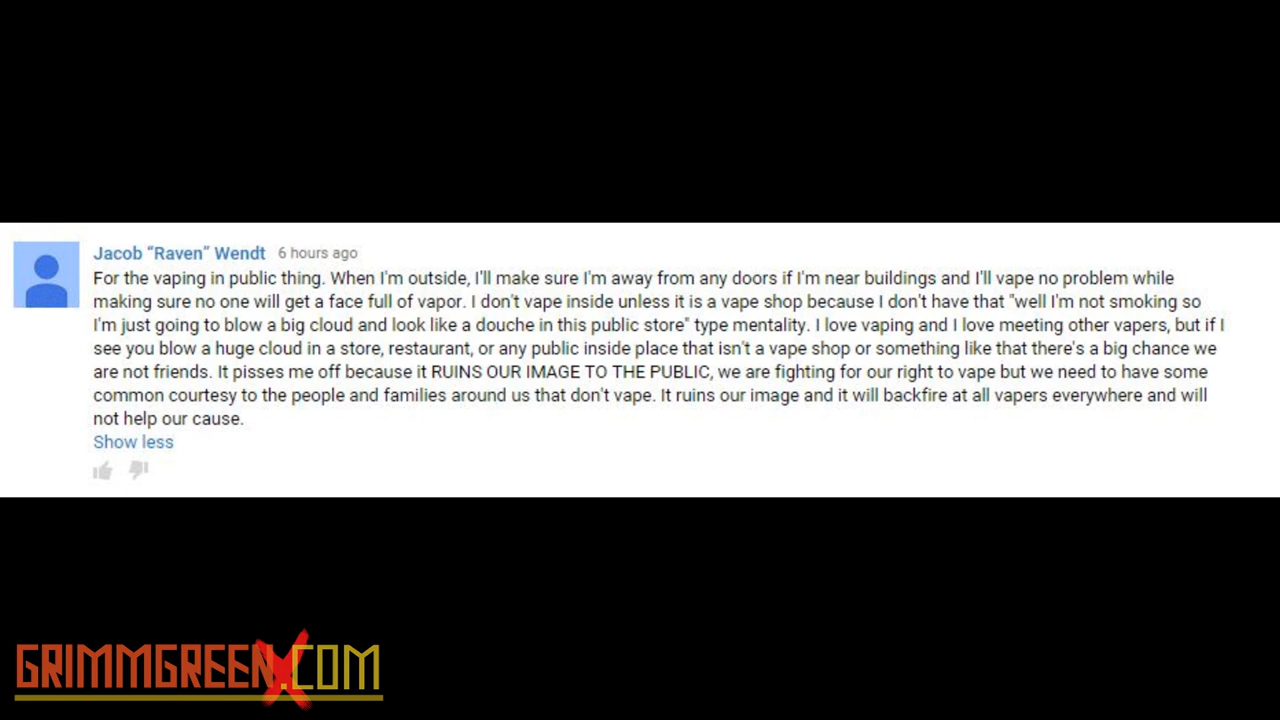 Jacob “Raven” Wendt 6 hours ago
For the vaping in public thing. When I'm outside, I'll make sure I'm away from any doors if I'm near buildings and I'll vape no problem while
making sure no one will get a face full of vapor. I don't vape inside unless it is a vape shop because I don't have that "well I'm not smoking so
I'm just going to blow a big cloud and look like a douche in this public store" type mentality. I love vaping and I love meeting other vapers, but if I
see you blow a huge cloud in a store, restaurant, or any public inside place that isn't a vape shop or something like that there's a big chance we
are not friends. It pisses me off because it RUINS OUR IMAGE TO THE PUBLIC, we are fighting for our right to vape but we need to have some
common courtesy to the people and families around us that don't vape. It ruins our image and it will backfire at all vapers everywhere and will
not help our cause.
Show less
GRIMMGREENX.COM